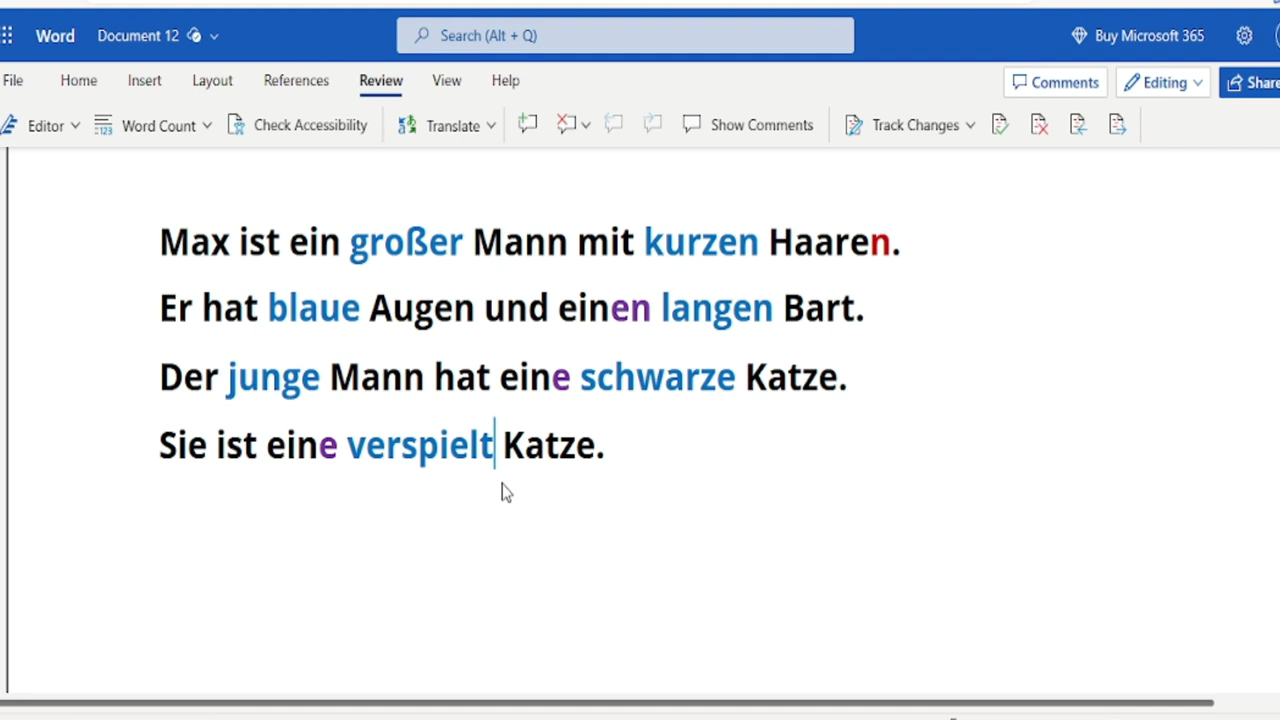 Word Document 12 Search (Alt + Q) Buy Microsoft 365
File Home Insert Layout References Review View Help Comments Editing Share
Editor Word Count Check Accessibility Translate Show Comments Track Changes
Max ist ein großer Mann mit kurzen Haaren.
Er hat blaue Augen und einen langen Bart.
Der junge Mann hat eine schwarze Katze.
Sie ist eine verspielt Katze.